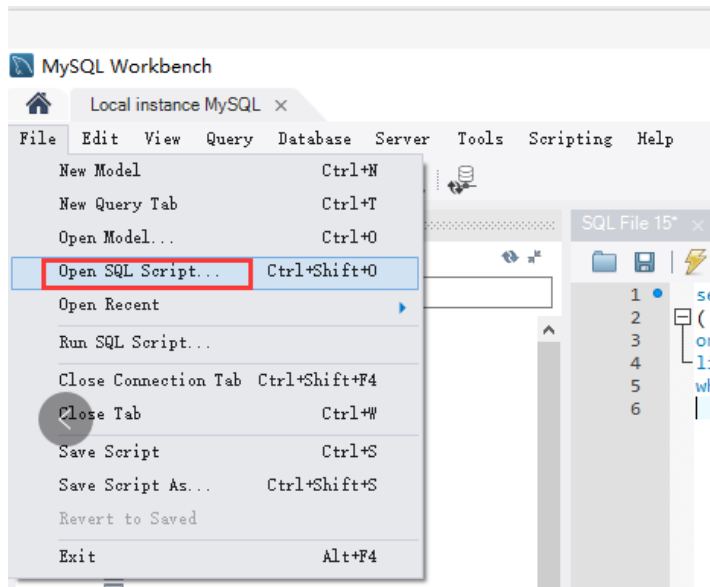 MySQL Workbench
Local instance MySQL ×
File Edit View Query Database Server Tools Scripting Help
New Model Ctrl+N
New Query Tab Ctrl+T
SQL File 15* ×
Open Model... Ctrl+O
Open SQL Script... Ctrl+Shift+O
1
2 (
3
4
5
6
Open Recent
Run SQL Script...
Close Connection Tab Ctrl+Shift+F4
Close Tab Ctrl+W
Save Script Ctrl+S
Save Script As... Ctrl+Shift+S
Revert to Saved
Exit Alt+F4